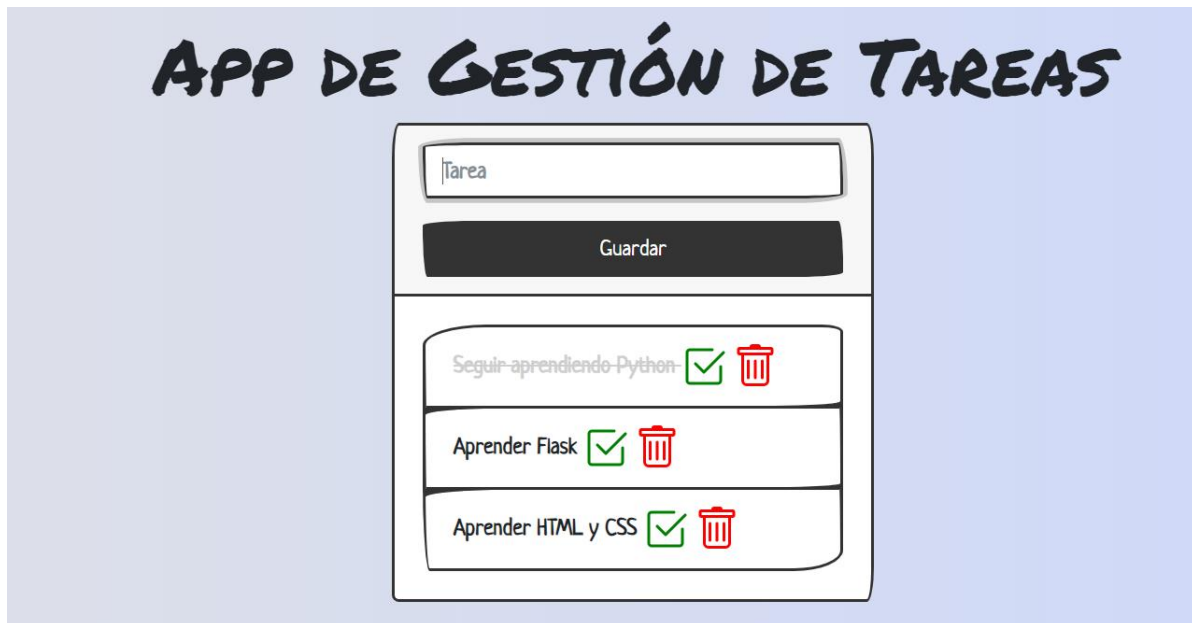 App de Gestión de Tareas
Tarea
Guardar
Seguir aprendiendo Python
Aprender Flask
Aprender HTML y CSS